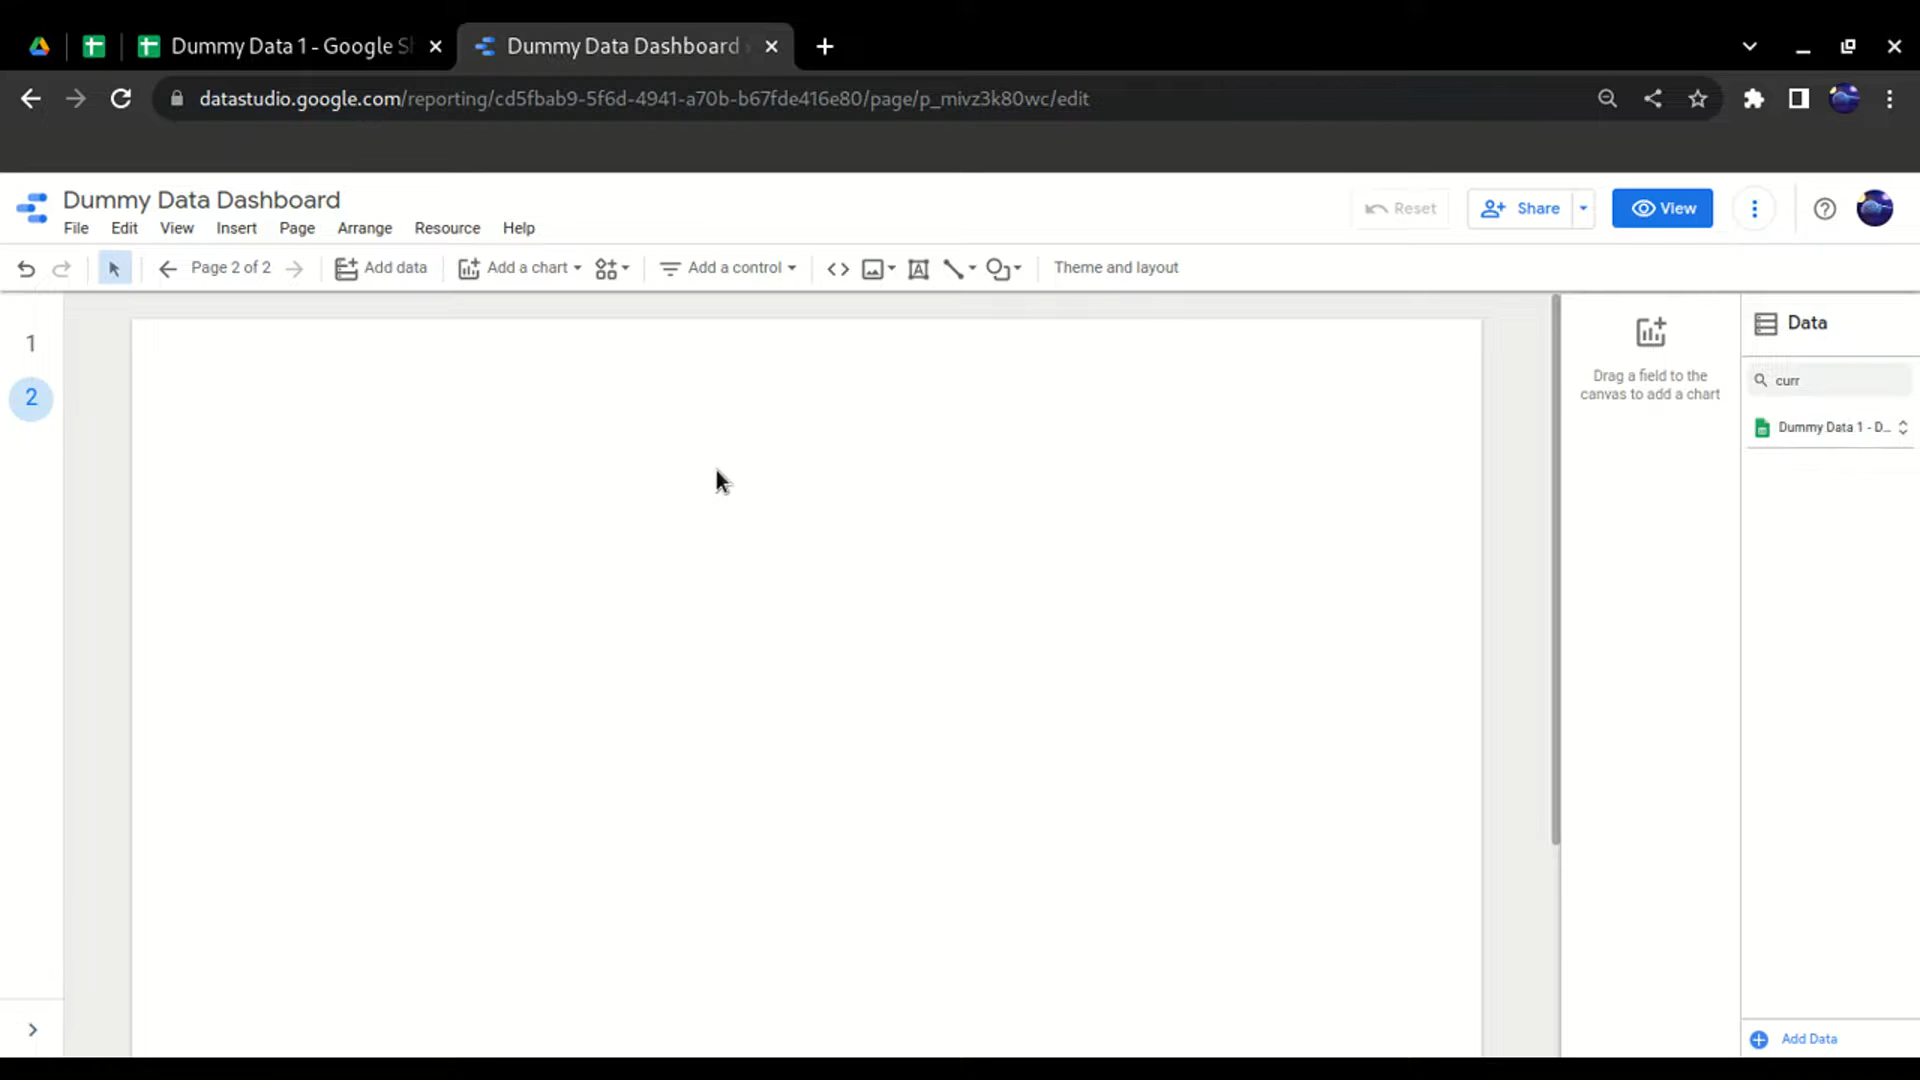 Dummy Data 1 - Google S
Dummy Data Dashboard
datastudio.google.com/reporting/cd5fbab9-5f6d-4941-a70b-b67fde416e80/page/p_mivz3k80wc/edit
Dummy Data Dashboard
File Edit View Insert Page Arrange Resource Help
Reset Share View
Page 2 of 2 Add data Add a chart Add a control Theme and layout
1
2
Drag a field to the
canvas to add a chart
Data
curr
Dummy Data 1 - D...
Add Data